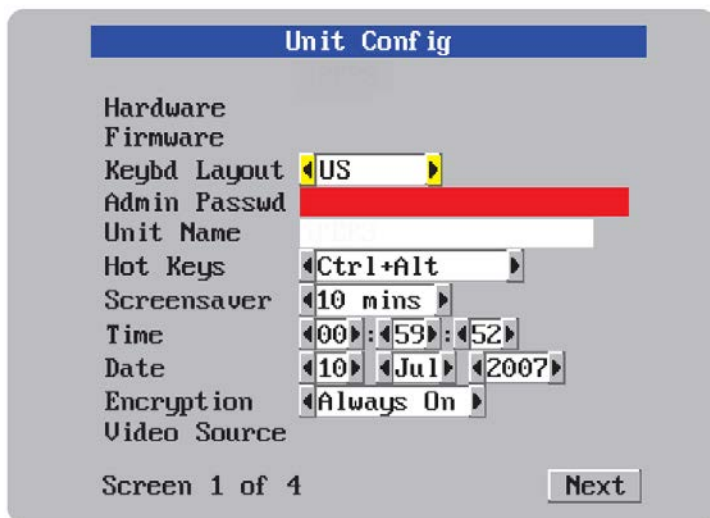 Unit Config
Hardware
Firmware
Keybd Layout US
Admin Passwd
Unit Name
Hot Keys Ctrl+Alt
Screensaver 10 mins
Time 00:59:52
Date 10 Jul 2007
Encryption Always On
Video Source
Screen 1 of 4 Next